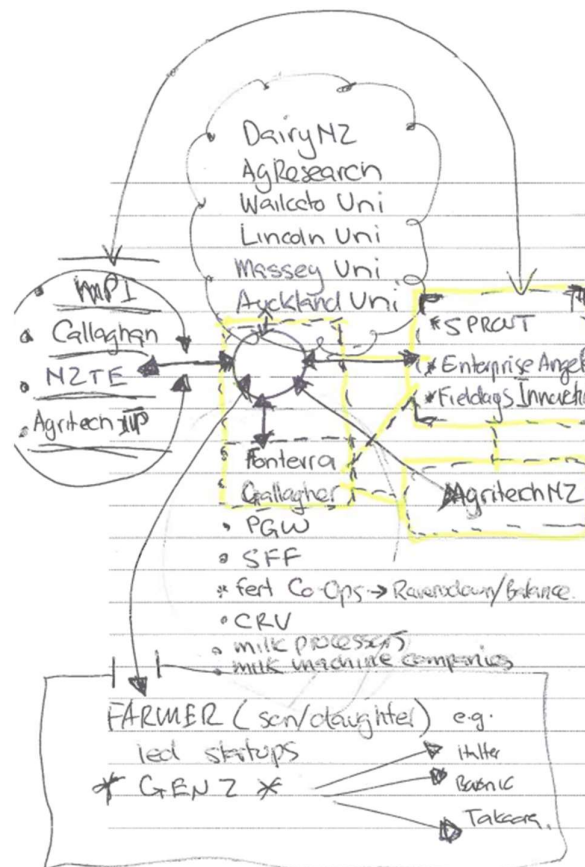 DairyNZ
AgResearch
Waikato Uni
Lincoln Uni
Massey Uni
Auckland Uni
• MPI
• Callaghan
• NZTE
• Agritech
*SPROUT
*Enterprise Angel
*Fieldays Innovation
AgritechNZ
• Fonterra
Gallagher
• PGW
• SFF
* fert Co-Ops → Ravensdown/Balance
• CRV
• milk processors
• milk machine companies
FARMER (son/daughter) e.g.
led startups
* GEN Z *
Halter